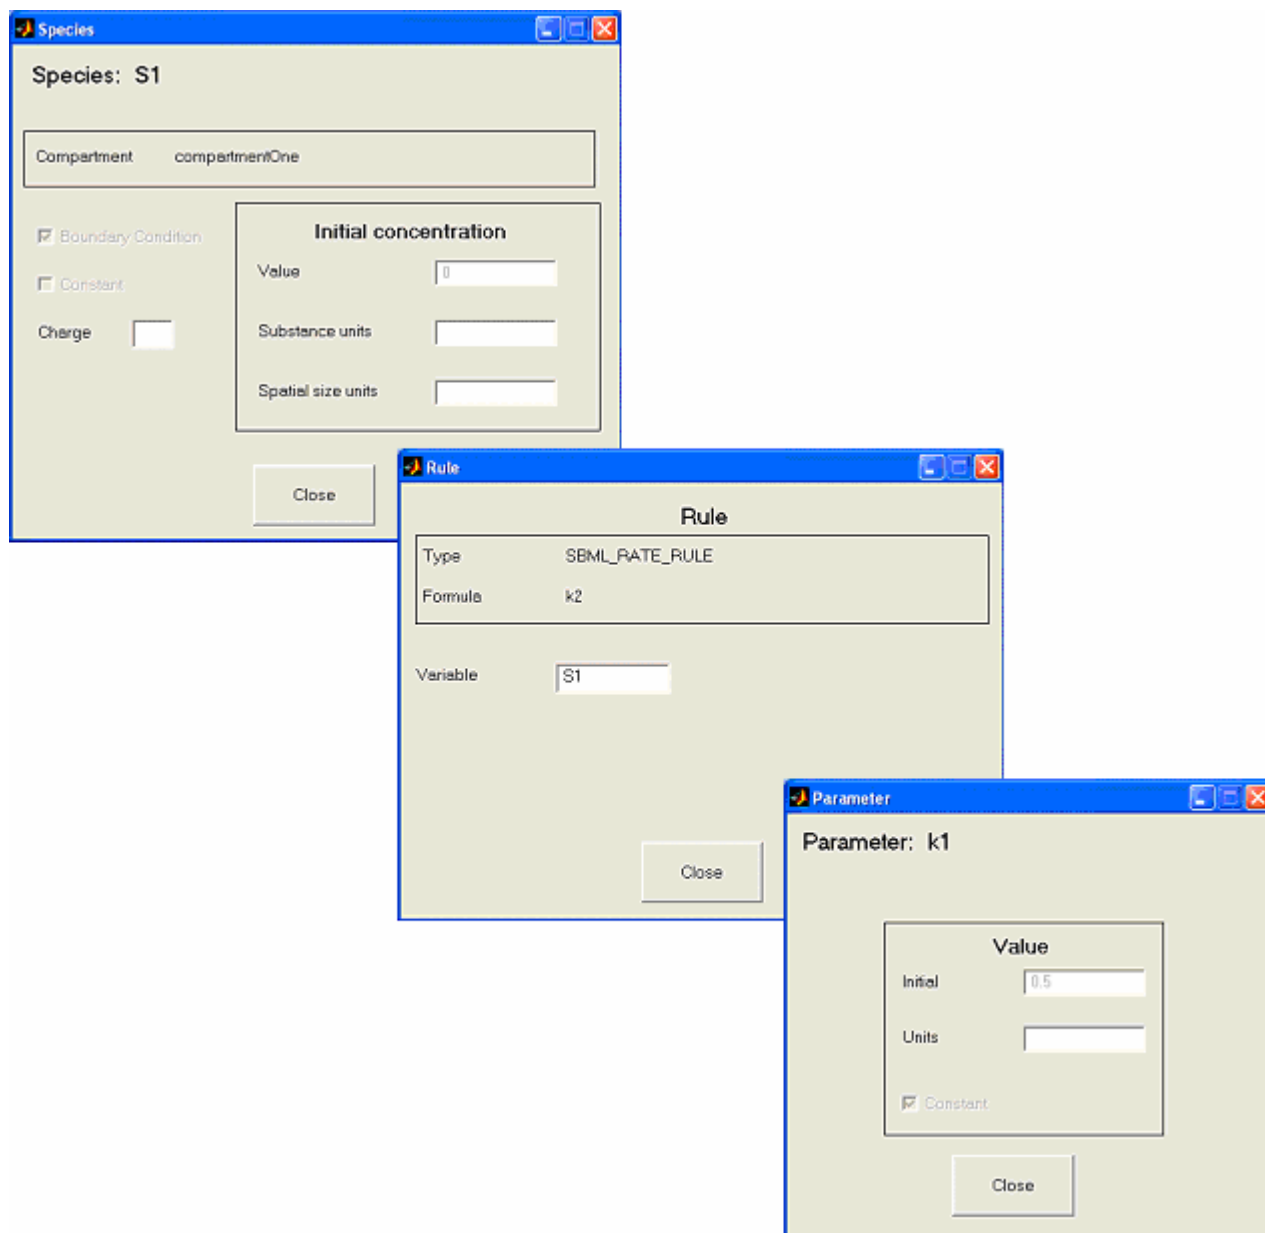 Species
Species: S1
Compartment compartmentOne
Boundary Condition
Constant
Charge
Initial concentration
Value 0
Substance units
Spatial size units
Close
Rule
Rule
Type SBML_RATE_RULE
Formula k2
Variable S1
Close
Parameter
Parameter: k1
Value
Initial 0.5
Units
Constant
Close